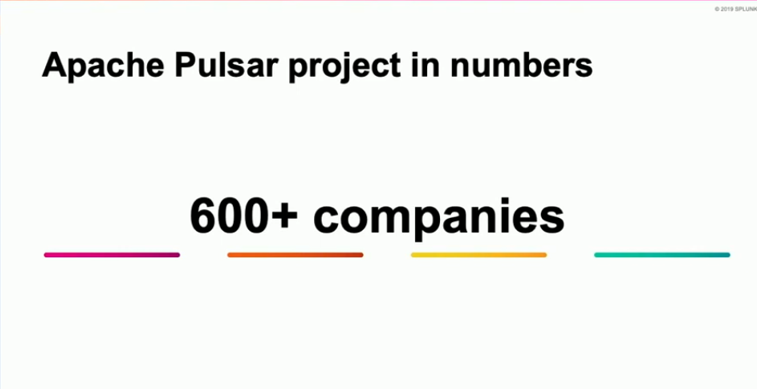 © 2019 SPLUNK
Apache Pulsar project in numbers
600+ companies